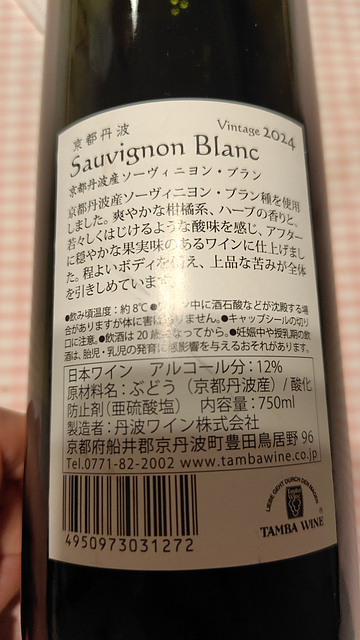 京都丹波 Vintage 2024
Sauvignon Blanc
京都丹波産ソーヴィニヨン・ブラン
京都丹波産ソーヴィニヨン・ブラン種を使用
しました。爽やかな柑橘系、ハーブの香りと、
若々しくはじけるような酸味を感じ、アフター
に穏やかな果実味のあるワインに仕上げまし
た。程よいボディを え、上品な苦みが全体
を引きしめています
●飲み頃温度:約8℃● ン中に酒石酸などが沈殿する場
合がありますが体に害はありません。●キャップシールの切り
口に注意。●飲酒は20歳 なってから。●妊娠中や授乳期の飲
酒は、胎児・乳児の発育に悪影響を与えるおそれがあります。
日本ワイン アルコール分:12%
原材料名:ぶどう(京都丹波産)/酸化
防止剤(亜硫酸塩) 内容量:750ml
製造者:丹波ワイン株式会社
京都府船井郡京丹波町豊田鳥居野96
Tel.0771-82-2002 www.tambawine.co.jp
4950973031272
LIEBE GEHT DURCH DEN MAGEN
TAMBA WINE